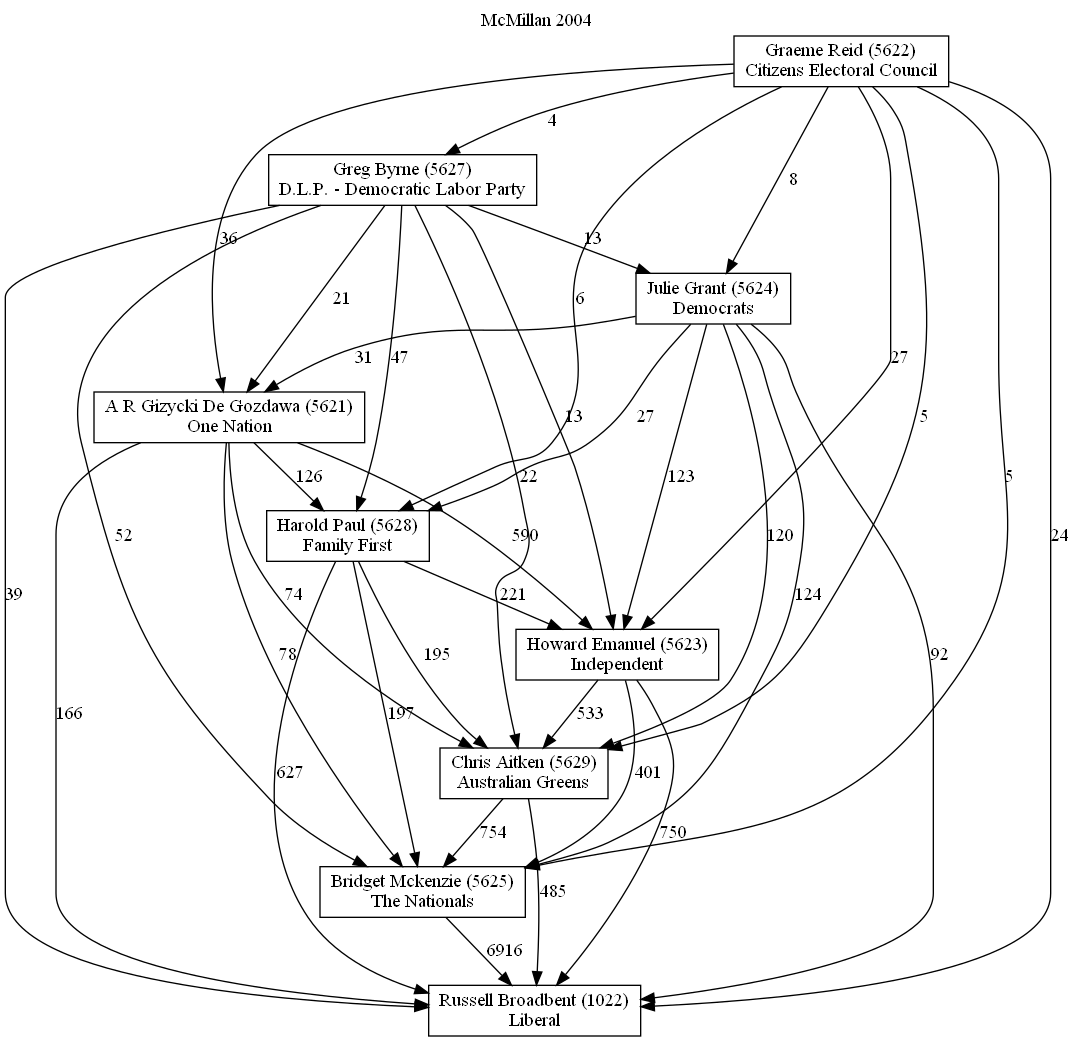 McMillan 2004
Graeme Reid (5622)
Citizens Electoral Council
4
Greg Byrne (5627)
D.L.P. - Democratic Labor Party
8
36
13
Julie Grant (5624)
Democrats
21
6
31
47
27
A R Gizycki De Gozdawa (5621)
One Nation
13
27
5
126
22
123
5
Harold Paul (5628)
Family First
52
590
120
24
39
74
221
124
Howard Emanuel (5623)
Independent
78
195
92
166
197
533
Chris Aitken (5629)
Australian Greens
627
401
754
750
Bridget Mckenzie (5625)
The Nationals
485
6916
Russell Broadbent (1022)
Liberal